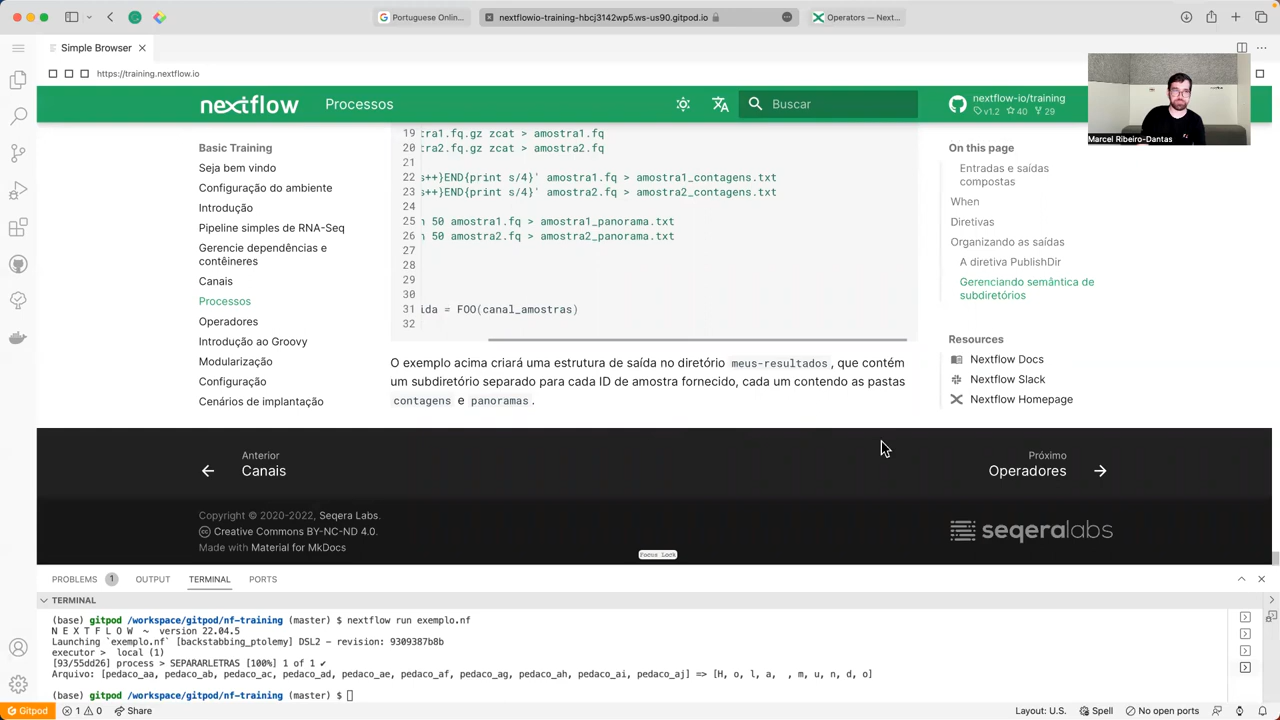 Portuguese Onlin...
nextflowio-training-hbcj3142wp5.ws-us90.gitpod.io
Operators — Next...
Simple Browser
https://training.nextflow.io
nextflow
Processos
Buscar
nextflow-io/training
v1.2 40 29
Marcel Ribeiro-Dantas
Basic Training
Seja bem vindo
Configuração do ambiente
Introdução
Pipeline simples de RNA-Seq
Gerencie dependências e
contêineres
Canais
Processos
Operadores
Introdução ao Groovy
Modularização
Configuração
Cenários de implantação
19 tra1.fq.gz zcat > amostra1.fq
20 tra2.fq.gz zcat > amostra2.fq
21
22 s++}END{print s/4}' amostra1.fq > amostra1_contagens.txt
23 s++}END{print s/4}' amostra2.fq > amostra2_contagens.txt
24
25 n 50 amostra1.fq > amostra1_panorama.txt
26 n 50 amostra2.fq > amostra2_panorama.txt
27
28
29
30
31 ida = FOO(canal_amostras)
32
O exemplo acima criará uma estrutura de saída no diretório meus-resultados, que contém
um subdiretório separado para cada ID de amostra fornecido, cada um contendo as pastas
contagens e panoramas.
On this page
Entradas e saídas
compostas
When
Diretivas
Organizando as saídas
A diretiva PublishDir
Gerenciando semântica de
subdiretórios
Resources
Nextflow Docs
Nextflow Slack
Nextflow Homepage
Anterior
Canais
Próximo
Operadores
Copyright © 2020-2022, Seqera Labs.
Creative Commons BY-NC-ND 4.0.
Made with Material for MkDocs
seqeralabs
Focus Lock
PROBLEMS 1 OUTPUT TERMINAL PORTS
TERMINAL
(base) gitpod /workspace/gitpod/nf-training (master) $ nextflow run exemplo.nf
N E X T F L O W ~ version 22.04.5
Launching `exemplo.nf` [backstabbing_ptolemy] DSL2 - revision: 9309387b8b
executor > local (1)
[93/55dd26] process > SEPARARLETRAS [100%] 1 of 1 ✔
Arquivo: [pedaco_aa, pedaco_ab, pedaco_ac, pedaco_ad, pedaco_ae, pedaco_af, pedaco_ag, pedaco_ah, pedaco_ai, pedaco_aj] => [H, o, l, a, , m, u, n, d, o]
(base) gitpod /workspace/gitpod/nf-training (master) $
Gitpod 1 0 Share
Layout: U.S. Spell No open ports